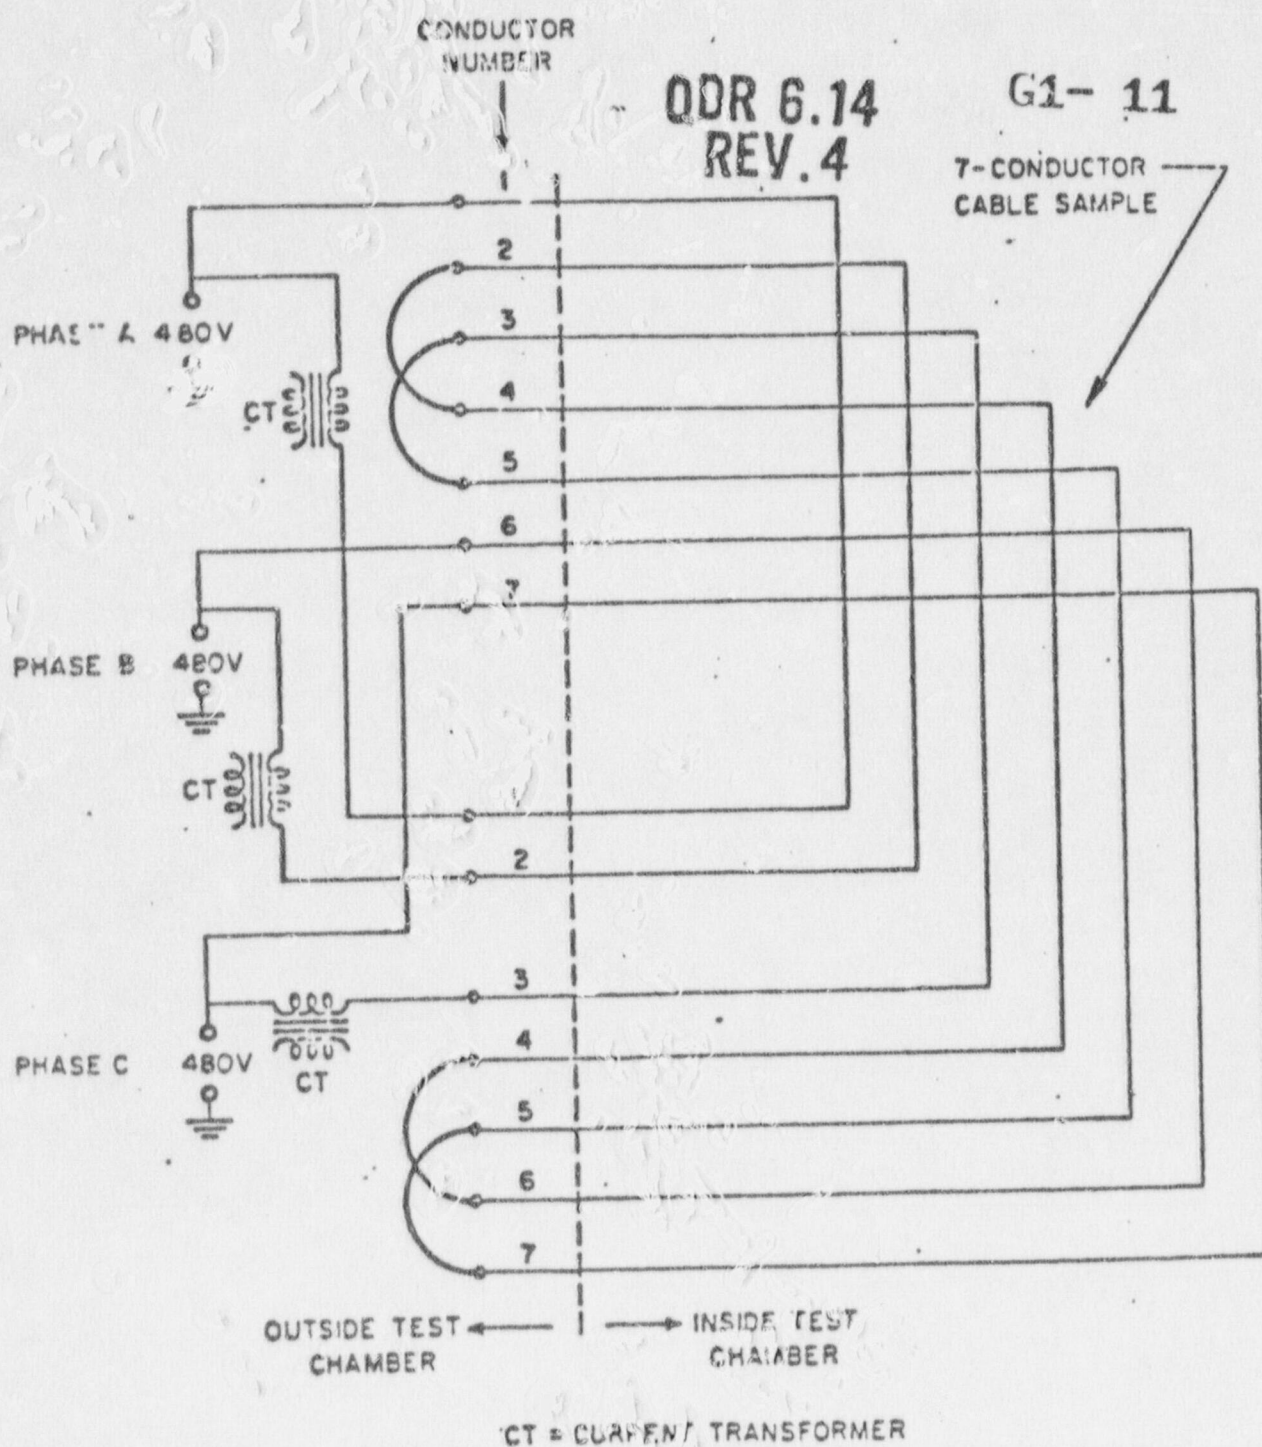 CONDUCTOR
NUMBER
QDR 6.14
REV. 4
G1- 11
7-CONDUCTOR
CABLE SAMPLE
1
2
3
4
5
6
7
A 480V
CT
PHASE B 480V
CT
2
3
4
5
6
7
PHASE C 480V
CT
OUTSIDE TEST
CHAMBER
INSIDE TEST
CHAMBER
CT = CURRENT TRANSFORMER